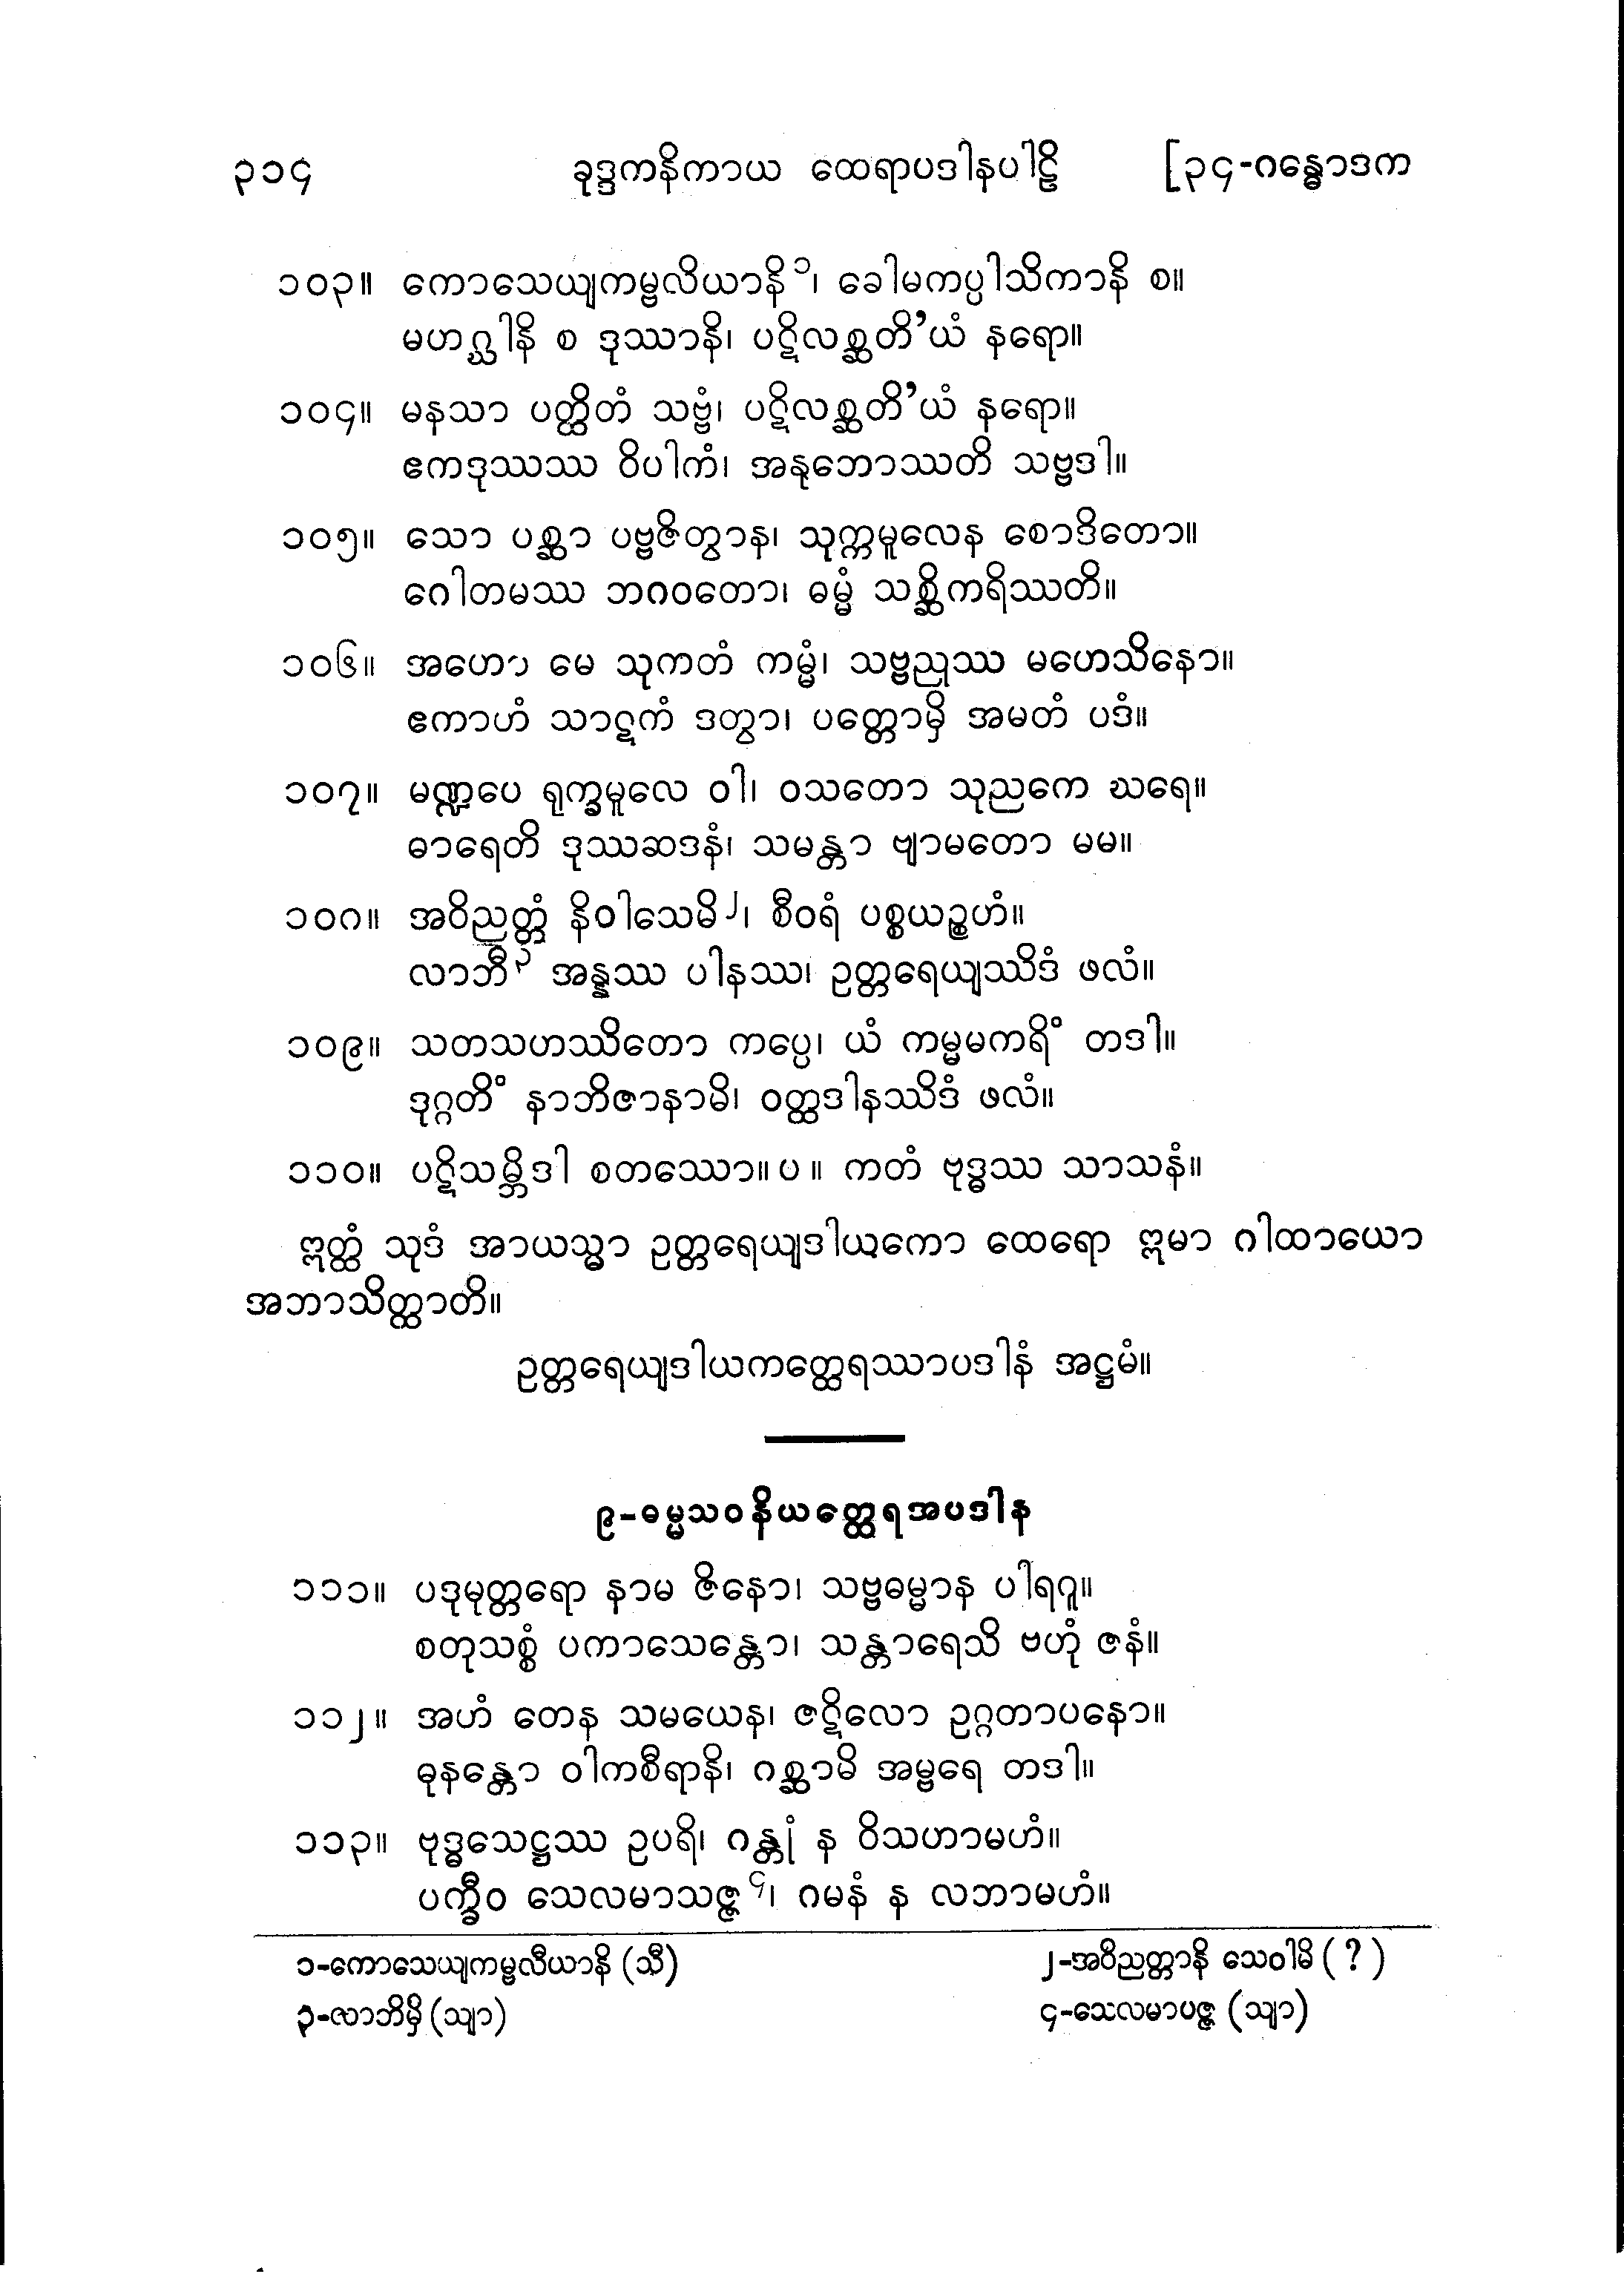 ၃၁၄ ခုဒ္ဒကနိကာယ ထေရာပဒါနပါဠိ [၃၄-ဂန္ဓောဒက
၁၀၃။ ကောသေယျကမ္ဗလိယာနိ ၁၊ ခေါမကပ္ပါသိကာနိ စ။
မဟဂ္ဃါနိ စ ဒုဿာနိ၊ ပဋိလစ္ဆတိ’ယံ နရော။
၁၀၄။ မနသာ ပတ္ထိတံ သဗ္ဗံ၊ ပဋိလစ္ဆတိ’ယံ နရော။
ဧကဒုဿဿ ဝိပါကံ၊ အနုဘောဿတိ သဗ္ဗဒါ။
၁၀၅။ သော ပစ္ဆာ ပဗ္ဗဇိတွာန၊ သုက္ကမူလေန စောဒိတော။
ဂေါတမဿ ဘဂဝတော၊ ဓမ္မံ သစ္ဆိကရိဿတိ။
၁၀၆။ အဟော မေ သုကတံ ကမ္မံ၊ သဗ္ဗညုဿ မဟေသိနော။
ဧကာဟံ သာဋကံ ဒတွာ၊ ပတ္တောမှိ အမတံ ပဒံ။
၁၀၇။ မဏ္ဍပေ ရုက္ခမူလေ ဝါ၊ ဝသတော သုညကေ ဃရေ။
ဓာရေတိ ဒုဿဆဒနံ၊ သမန္တာ ဗျာမတော မမ။
၁၀၈။ အဝိညတ္တံ နိဝါသေမိ ၂၊ စီဝရံ ပစ္စယဉ္စဟံ။
လာဘီ ၃ အန္နဿ ပါနဿ၊ ဥတ္တရေယျဿိဒံ ဖလံ။
၁၀၉။ သတသဟဿိတော ကပ္ပေ၊ ယံ ကမ္မမကရိံ တဒါ။
ဒုဂ္ဂတိံ နာဘိဇာနာမိ၊ ဝတ္ထဒါနဿိဒံ ဖလံ။
၁၁၀။ ပဋိသမ္ဘိဒါ စတဿော။ ပ ။ ကတံ ဗုဒ္ဓဿ သာသနံ။
ဣတ္ထံ သုဒံ အာယသ္မာ ဥတ္တရေယျဒါယကော ထေရော ဣမာ ဂါထာယော
အဘာသိတ္ထာတိ။
ဥတ္တရေယျဒါယကတ္ထေရဿာပဒါနံ အဋ္ဌမံ။
၉-ဓမ္မသဝနိယတ္ထေရအပဒါန
၁၁၁။ ပဒုမုတ္တရော နာမ ဇိနော၊ သဗ္ဗဓမ္မာန ပါရဂူ။
စတုသစ္စံ ပကာသေန္တော၊ သန္တာရေသိ ဗဟုံ ဇနံ။
၁၁၂။ အဟံ တေန သမယေန၊ ဇဋိလော ဥဂ္ဂတာပနော။
ဓုနန္တော ဝါကစီရာနိ၊ ဂစ္ဆာမိ အမ္ဗရေ တဒါ။
၁၁၃။ ဗုဒ္ဓသေဋ္ဌဿ ဥပရိ၊ ဂန္တုံ န ဝိသဟာမဟံ။
ပက္ခီဝ သေလမာသဇ္ဇ ၄၊ ဂမနံ န လဘာမဟံ။
၁-ကောသေယျကမ္ဗလီယာနိ (သီ) ၂-အဝိညတ္တာနိ သေဝါမိ ( ? )
၃-လာဘိမှိ (သျာ) ၄-သေလမာပဇ္ဇ (သျာ)